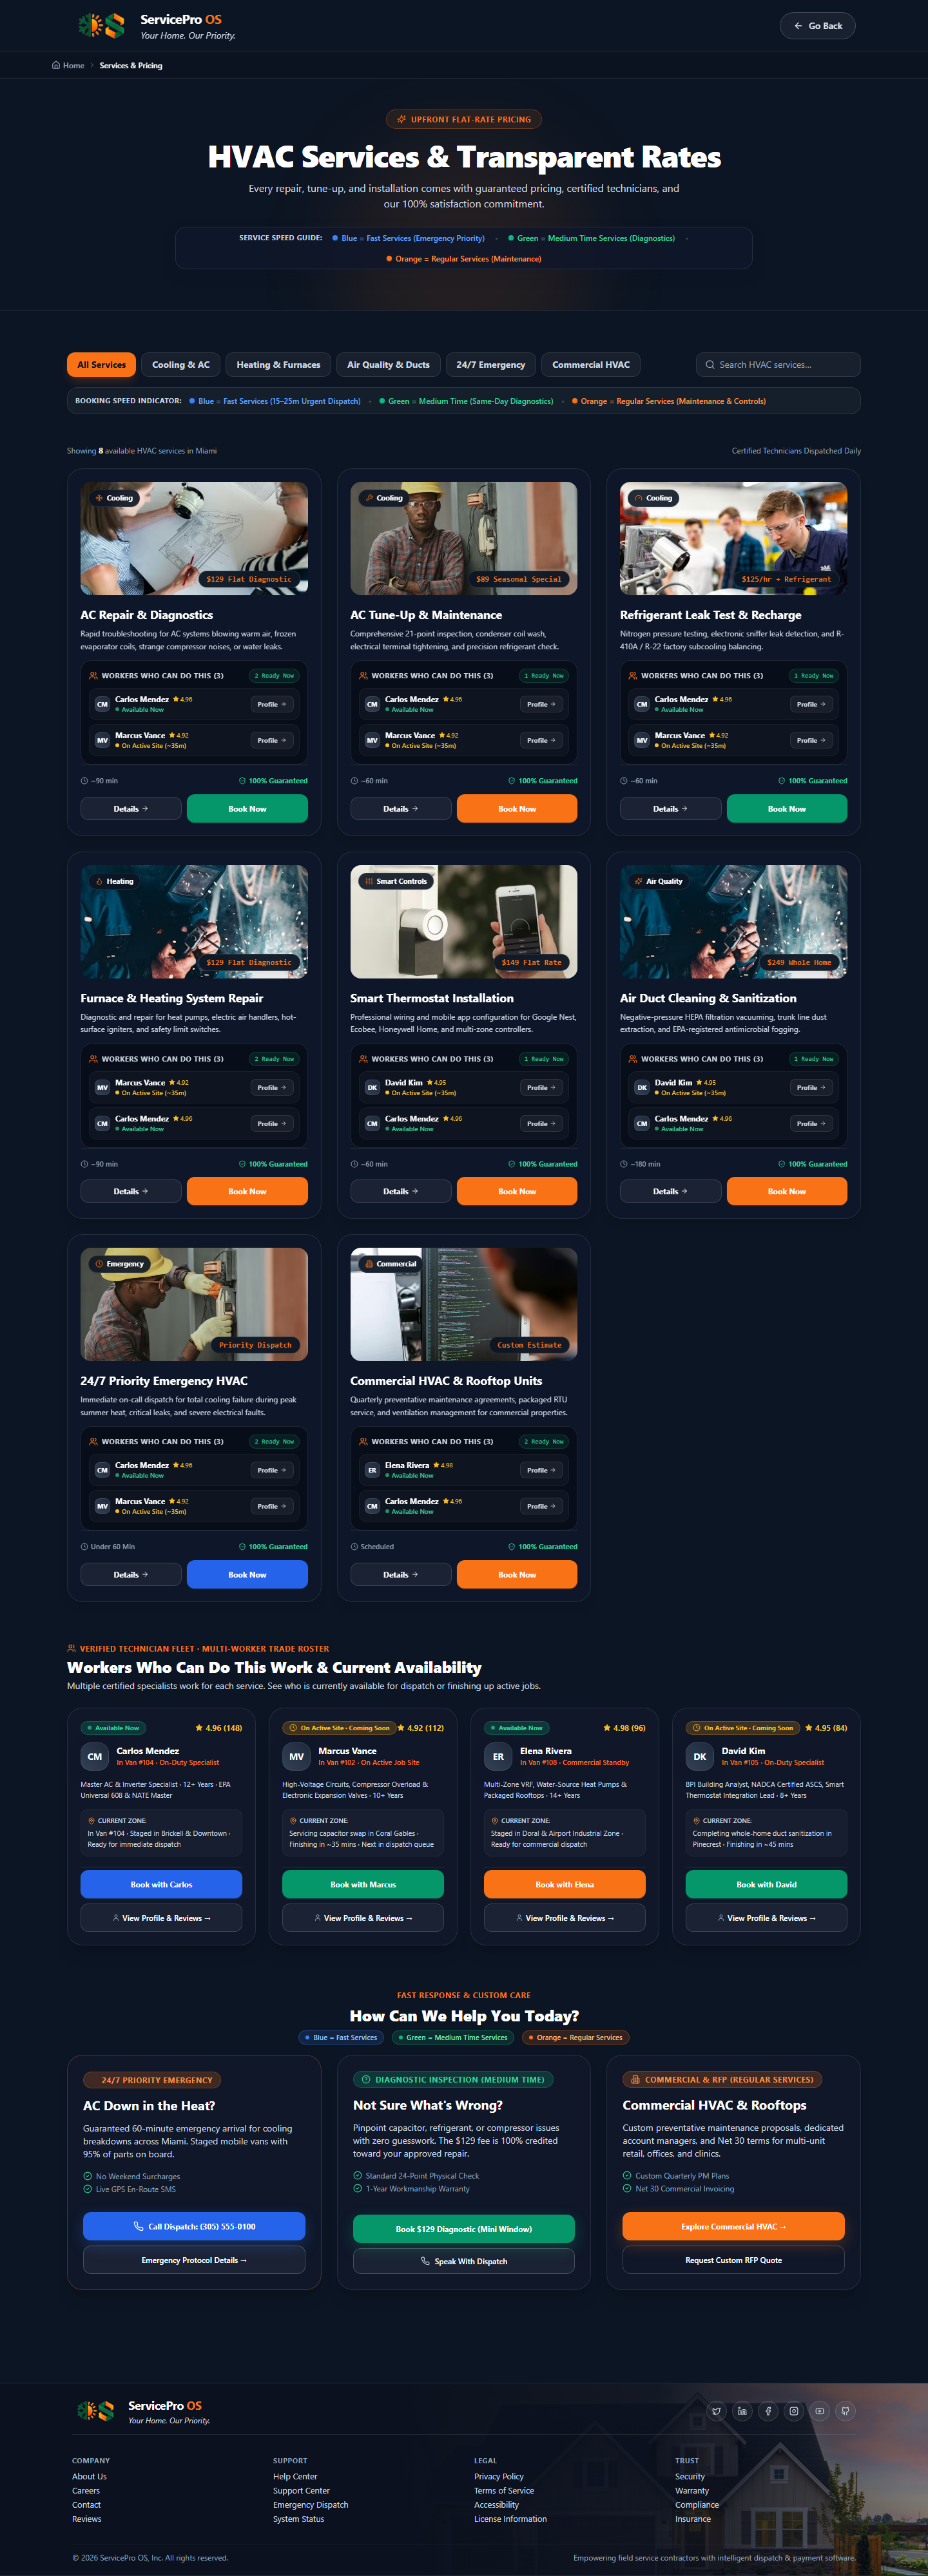 ServicePro OS
Your Home. Our Priority.
← Go Back
Home > Services & Pricing
UPFRONT FLAT-RATE PRICING
HVAC Services & Transparent Rates
Every repair, tune-up, and installation comes with guaranteed pricing, certified technicians, and
our 100% satisfaction commitment.
SERVICE SPEED GUIDE: Blue = Fast Services (Emergency Priority) • Green = Medium Time Services (Diagnostics) •
Orange = Regular Services (Maintenance)
All Services Cooling & AC Heating & Furnaces Air Quality & Ducts 24/7 Emergency Commercial HVAC Search HVAC services...
BOOKING SPEED INDICATOR: Blue = Fast Services (15–25m Urgent Dispatch) • Green = Medium Time (Same-Day Diagnostics) • Orange = Regular Services (Maintenance & Controls)
Showing 8 available HVAC services in Miami
Certified Technicians Dispatched Daily
Cooling
$129 Flat Diagnostic
AC Repair & Diagnostics
Rapid troubleshooting for AC systems blowing warm air, frozen
evaporator coils, strange compressor noises, or water leaks.
WORKERS WHO CAN DO THIS (3) 2 Ready Now
CM Carlos Mendez ★ 4.96
Available Now
Profile →
MV Marcus Vance ★ 4.92
On Active Site (~35m)
Profile →
~90 min 100% Guaranteed
Details → Book Now
Cooling
$89 Seasonal Special
AC Tune-Up & Maintenance
Comprehensive 21-point inspection, condenser coil wash,
electrical terminal tightening, and precision refrigerant check.
WORKERS WHO CAN DO THIS (3) 1 Ready Now
CM Carlos Mendez ★ 4.96
Available Now
Profile →
MV Marcus Vance ★ 4.92
On Active Site (~35m)
Profile →
~60 min 100% Guaranteed
Details → Book Now
Cooling
$125/hr + Refrigerant
Refrigerant Leak Test & Recharge
Nitrogen pressure testing, electronic sniffer leak detection, and R-
410A / R-22 factory subcooling balancing.
WORKERS WHO CAN DO THIS (3) 1 Ready Now
CM Carlos Mendez ★ 4.96
Available Now
Profile →
MV Marcus Vance ★ 4.92
On Active Site (~35m)
Profile →
~60 min 100% Guaranteed
Details → Book Now
Heating
$129 Flat Diagnostic
Furnace & Heating System Repair
Diagnostic and repair for heat pumps, electric air handlers, hot-
surface igniters, and safety limit switches.
WORKERS WHO CAN DO THIS (3) 2 Ready Now
MV Marcus Vance ★ 4.92
On Active Site (~35m)
Profile →
CM Carlos Mendez ★ 4.96
Available Now
Profile →
~90 min 100% Guaranteed
Details → Book Now
Smart Controls
$149 Flat Rate
Smart Thermostat Installation
Professional wiring and mobile app configuration for Google Nest,
Ecobee, Honeywell Home, and multi-zone controllers.
WORKERS WHO CAN DO THIS (3) 1 Ready Now
DK David Kim ★ 4.95
On Active Site (~35m)
Profile →
CM Carlos Mendez ★ 4.96
Available Now
Profile →
~60 min 100% Guaranteed
Details → Book Now
Air Quality
$249 Whole Home
Air Duct Cleaning & Sanitization
Negative-pressure HEPA filtration vacuuming, trunk line dust
extraction, and EPA-registered antimicrobial fogging.
WORKERS WHO CAN DO THIS (3) 1 Ready Now
DK David Kim ★ 4.95
On Active Site (~35m)
Profile →
CM Carlos Mendez ★ 4.96
Available Now
Profile →
~180 min 100% Guaranteed
Details → Book Now
Emergency
Priority Dispatch
24/7 Priority Emergency HVAC
Immediate on-call dispatch for total cooling failure during peak
summer heat, critical leaks, and severe electrical faults.
WORKERS WHO CAN DO THIS (3) 2 Ready Now
CM Carlos Mendez ★ 4.96
Available Now
Profile →
MV Marcus Vance ★ 4.92
On Active Site (~35m)
Profile →
Under 60 Min 100% Guaranteed
Details → Book Now
Commercial
Custom Estimate
Commercial HVAC & Rooftop Units
Quarterly preventative maintenance agreements, packaged RTU
service, and ventilation management for commercial properties.
WORKERS WHO CAN DO THIS (3) 2 Ready Now
ER Elena Rivera ★ 4.98
Available Now
Profile →
CM Carlos Mendez ★ 4.96
Available Now
Profile →
Scheduled 100% Guaranteed
Details → Book Now
VERIFIED TECHNICIAN FLEET • MULTI-WORKER TRADE ROSTER
Workers Who Can Do This Work & Current Availability
Multiple certified specialists work for each service. See who is currently available for dispatch or finishing up active jobs.
Available Now ★ 4.96 (148)
CM Carlos Mendez
In Van #104 • On-Duty Specialist
Master AC & Inverter Specialist • 12+ Years • EPA
Universal 608 & NATE Master
CURRENT ZONE:
In Van #104 • Staged in Brickell & Downtown •
Ready for immediate dispatch
Book with Carlos
View Profile & Reviews →
On Active Site • Coming Soon ★ 4.92 (112)
MV Marcus Vance
In Van #102 • On Active Job Site
High-Voltage Circuits, Compressor Overload &
Electronic Expansion Valves • 10+ Years
CURRENT ZONE:
Servicing capacitor swap in Coral Gables •
Finishing in ~35 mins • Next in dispatch queue
Book with Marcus
View Profile & Reviews →
Available Now ★ 4.98 (96)
ER Elena Rivera
In Van #108 • Commercial Standby
Multi-Zone VRF, Water-Source Heat Pumps &
Packaged Rooftops • 14+ Years
CURRENT ZONE:
Staged in Doral & Airport Industrial Zone •
Ready for commercial dispatch
Book with Elena
View Profile & Reviews →
On Active Site • Coming Soon ★ 4.95 (84)
DK David Kim
In Van #105 • On-Duty Specialist
BPI Building Analyst, NADCA Certified ASCS, Smart
Thermostat Integration Lead • 8+ Years
CURRENT ZONE:
Completing whole-home duct sanitization in
Pinecrest • Finishing in ~45 mins
Book with David
View Profile & Reviews →
FAST RESPONSE & CUSTOM CARE
How Can We Help You Today?
Blue = Fast Services Green = Medium Time Services Orange = Regular Services
24/7 PRIORITY EMERGENCY
AC Down in the Heat?
Guaranteed 60-minute emergency arrival for cooling
breakdowns across Miami. Staged mobile vans with
95% of parts on board.
No Weekend Surcharges
Live GPS En-Route SMS
Call Dispatch: (305) 555-0100
Emergency Protocol Details →
DIAGNOSTIC INSPECTION (MEDIUM TIME)
Not Sure What's Wrong?
Pinpoint capacitor, refrigerant, or compressor issues
with zero guesswork. The $129 fee is 100% credited
toward your approved repair.
Standard 24-Point Physical Check
1-Year Workmanship Warranty
Book $129 Diagnostic (Mini Window)
Speak With Dispatch
COMMERCIAL & RFP (REGULAR SERVICES)
Commercial HVAC & Rooftops
Custom preventative maintenance proposals, dedicated
account managers, and Net 30 terms for multi-unit
retail, offices, and clinics.
Custom Quarterly PM Plans
Net 30 Commercial Invoicing
Explore Commercial HVAC →
Request Custom RFP Quote
ServicePro OS
Your Home. Our Priority.
COMPANY
About Us
Careers
Contact
Reviews
SUPPORT
Help Center
Support Center
Emergency Dispatch
System Status
LEGAL
Privacy Policy
Terms of Service
Accessibility
License Information
TRUST
Security
Warranty
Compliance
Insurance
© 2026 ServicePro OS, Inc. All rights reserved.
Empowering field service contractors with intelligent dispatch & payment software.